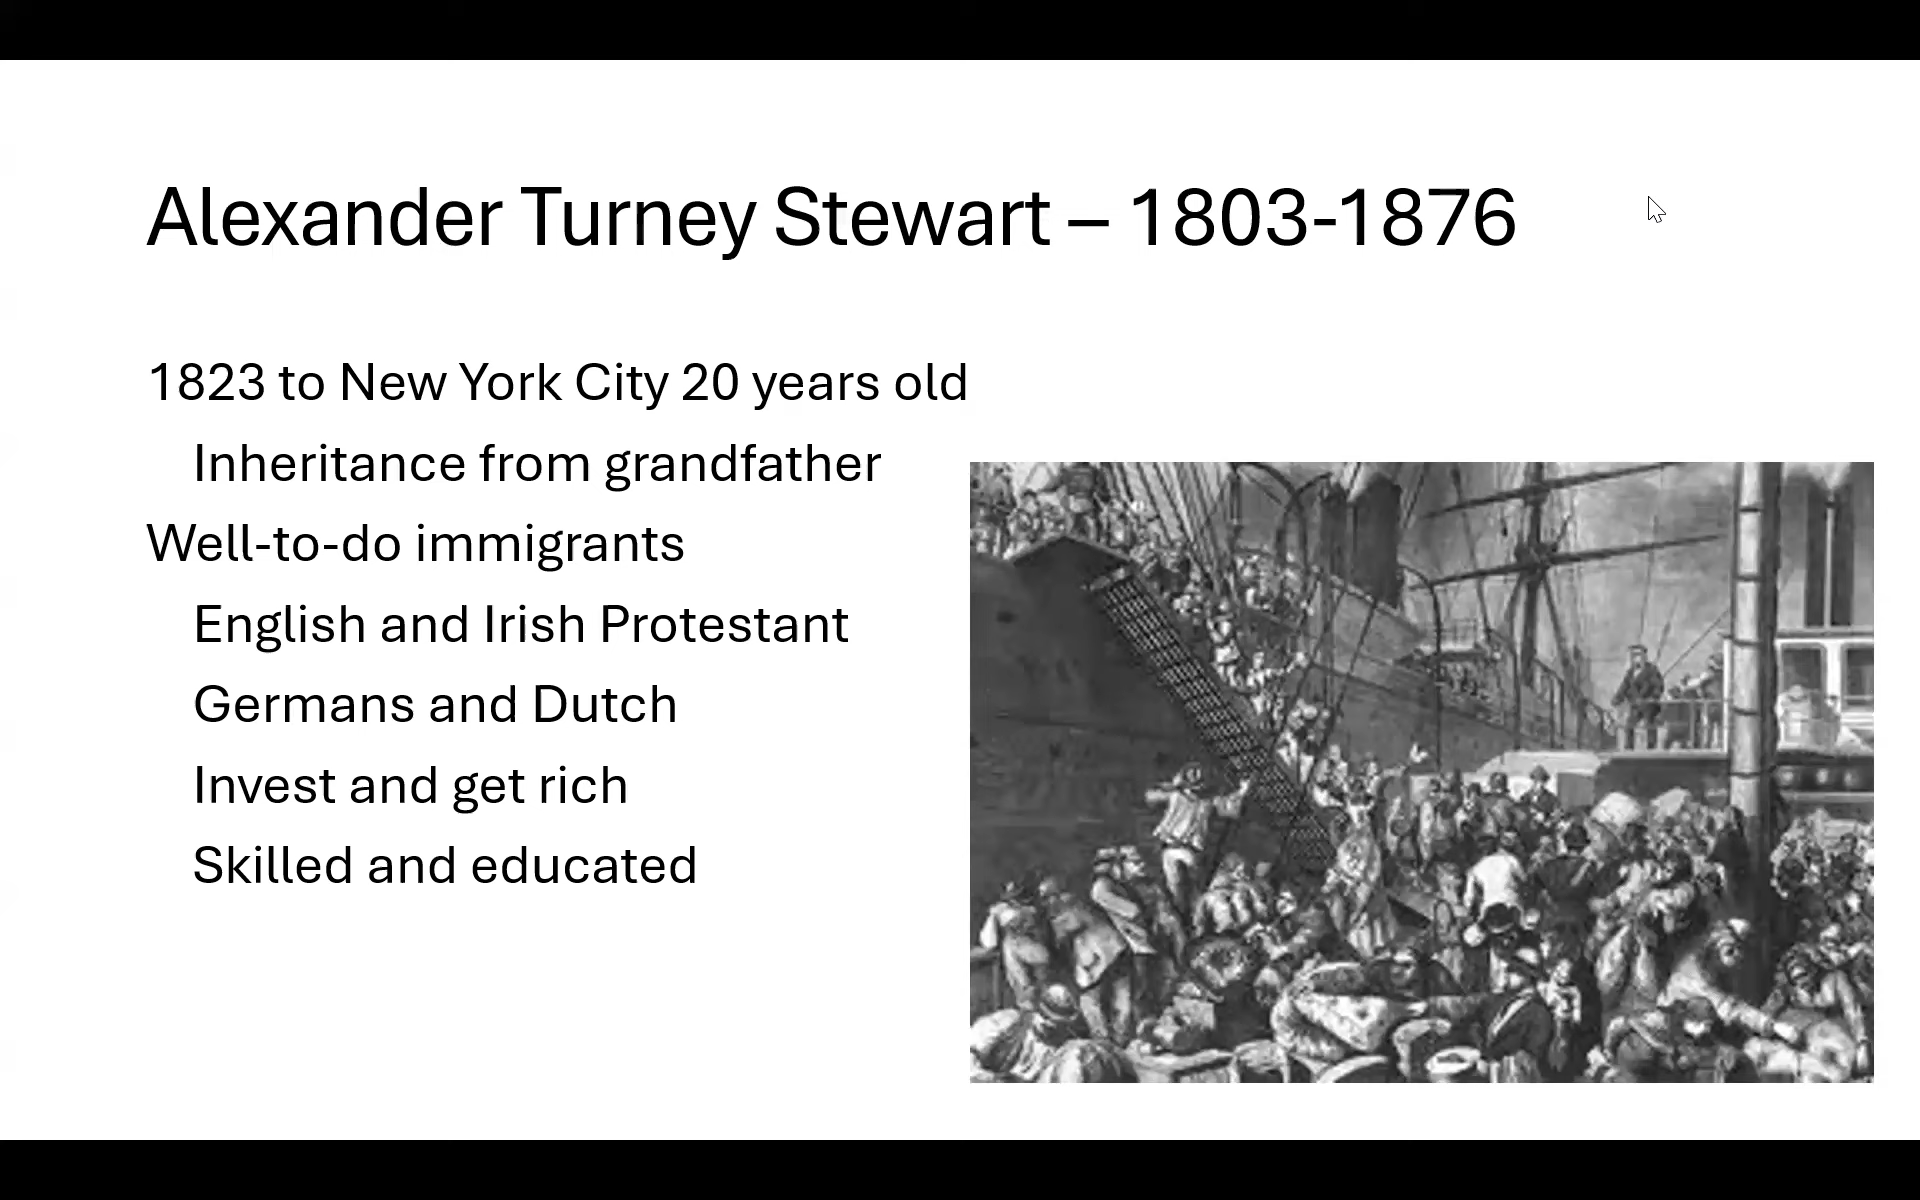 Alexander Turney Stewart – 1803-1876
1823 to New York City 20 years old
Inheritance from grandfather
Well-to-do immigrants
English and Irish Protestant
Germans and Dutch
Invest and get rich
Skilled and educated